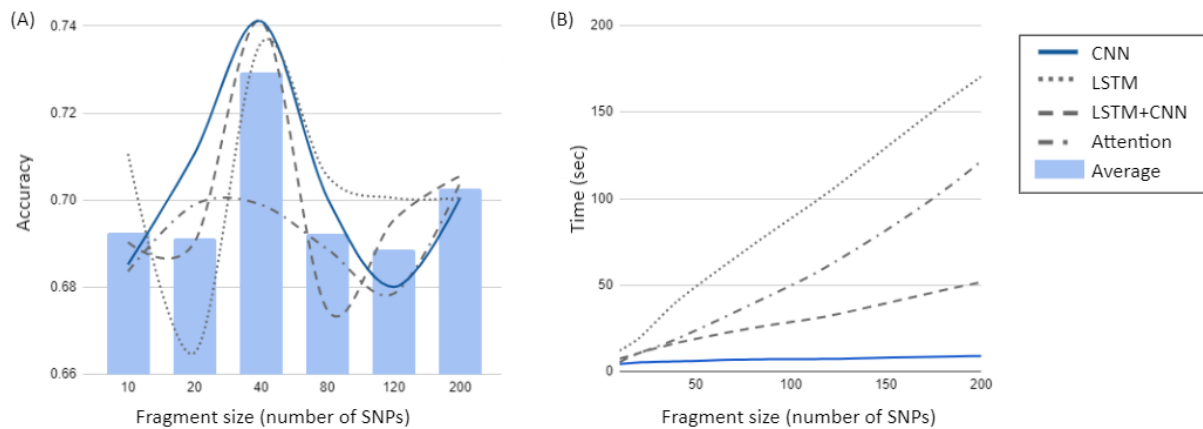 (A)
0.74
0.72
0.70
0.68
0.66
Accuracy
10 20 40 80 120 200
Fragment size (number of SNPs)
(B)
200
150
100
50
0
Time (sec)
50 100 150 200
Fragment size (number of SNPs)
CNN
LSTM
LSTM+CNN
Attention
Average